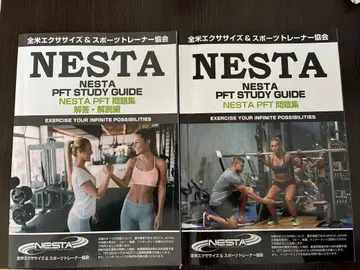 全米エクササイズ & スポーツトレーナー協会
NESTA
NESTA
PFT STUDY GUIDE
NESTA PFT 問題集
解答・解説編
EXERCISE YOUR INFINITE POSSIBILITIES
NESTA
全米エクササイズ & スポーツトレーナー協会
全米エクササイズ & スポーツトレーナー協会
NESTA
NESTA
PFT STUDY GUIDE
NESTA PFT 問題集
EXERCISE YOUR INFINITE POSSIBILITIES
NESTA
全米エクササイズ & スポーツトレーナー協会